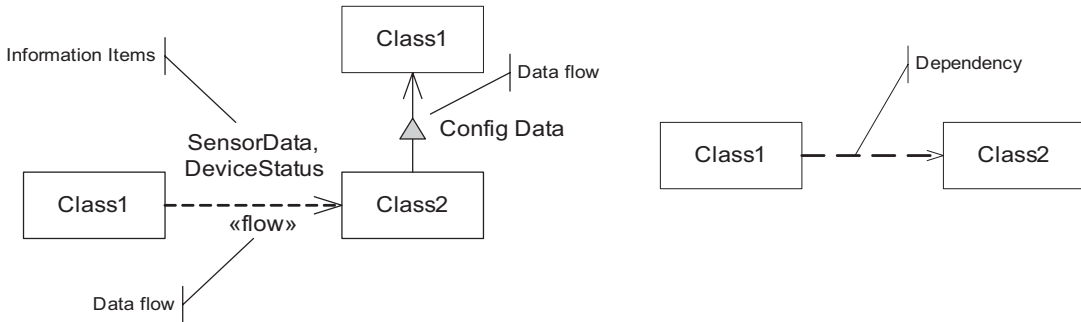 Information Items
Class1
Data flow
Config Data
SensorData,
DeviceStatus
Class1
«flow»
Class2
Data flow
Dependency
Class1
Class2